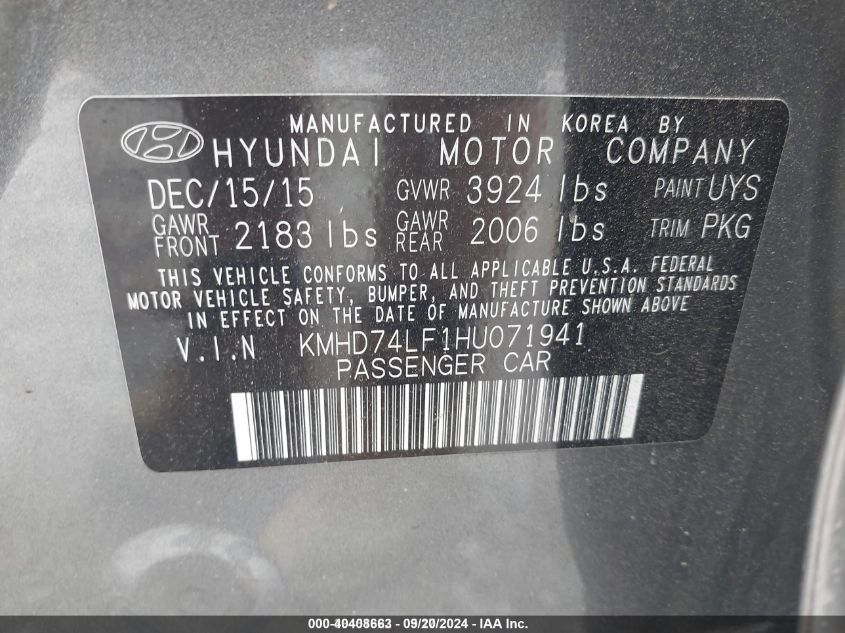 MANUFACTURED IN KOREA BY
HYUNDAI MOTOR COMPANY
DEC/15/15 GVWR 3924 lbs PAINT UYS
GAWR FRONT 2183 lbs GAWR REAR 2006 lbs TRIM PKG
THIS VEHICLE CONFORMS TO ALL APPLICABLE U.S.A. FEDERAL
MOTOR VEHICLE SAFETY, BUMPER, AND THEFT PREVENTION STANDARDS
IN EFFECT ON THE DATE OF MANUFACTURE SHOWN ABOVE
V.I.N KMHD74LF1HU071941
PASSENGER CAR
000-40408663 - 09/20/2024 - IAA Inc.